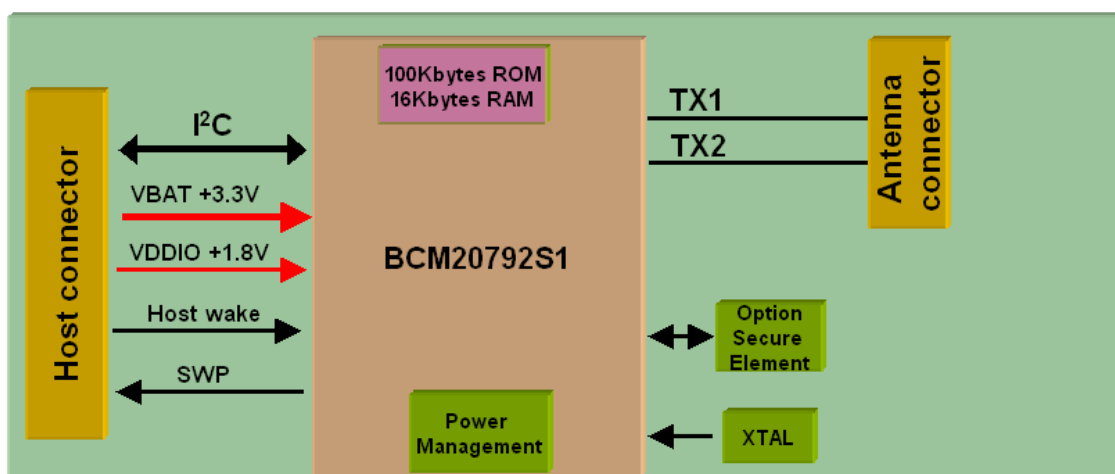 100Kbytes ROM
16Kbytes RAM
Host connector
I²C
VBAT +3.3V
VDDIO +1.8V
Host wake
SWP
BCM20792S1
Power
Management
TX1
TX2
Antenna
connector
Option
Secure
Element
XTAL